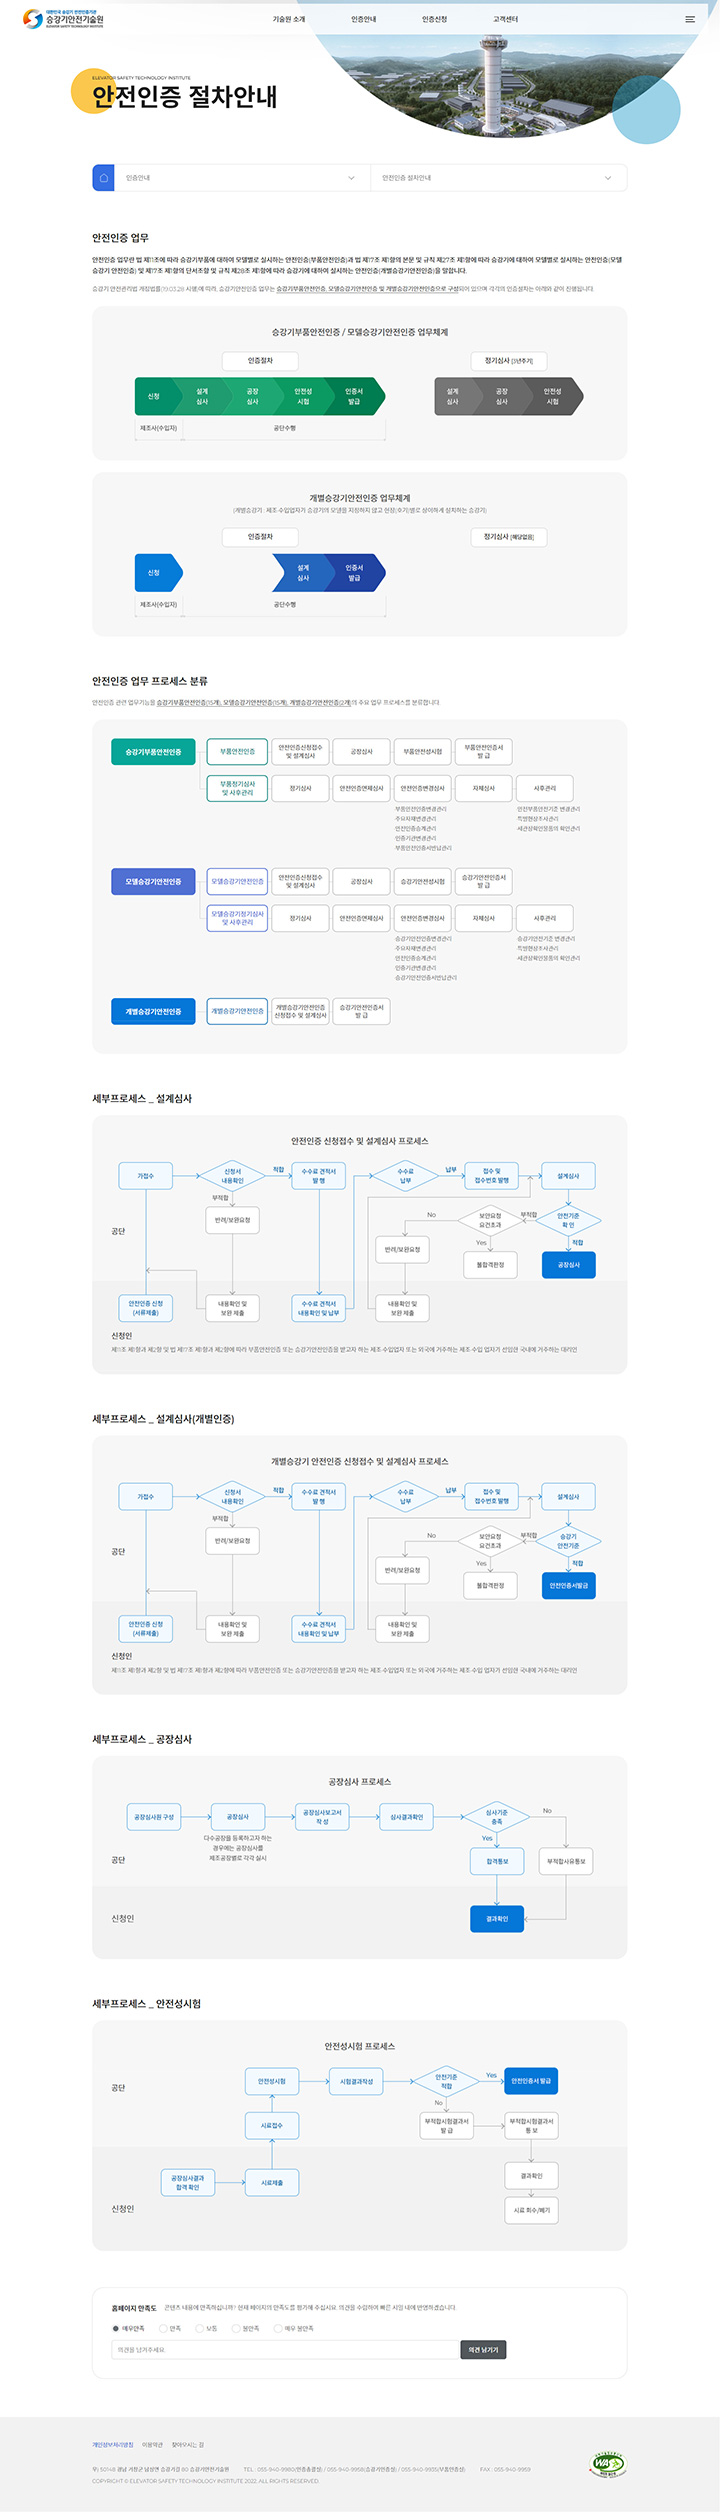 대한민국 승강기 안전인증기관
승강기안전기술원
ELEVATOR SAFETY TECHNOLOGY INSTITUTE
기술원 소개
인증안내
인증신청
고객센터
ELEVATOR SAFETY TECHNOLOGY INSTITUTE
안전인증 절차안내
인증안내
안전인증 절차안내
안전인증 업무
안전인증 업무란 법 제11조에 따라 승강기부품에 대하여 모델별로 실시하는 안전인증(부품안전인증)과 법 제17조 제1항의 본문 및 규칙 제27조 제1항에 따라 승강기에 대하여 모델별로 실시하는 안전인증(모델
승강기 안전인증) 및 제17조 제1항의 단서조항 및 규칙 제28조 제1항에 따라 승강기에 대하여 실시하는 안전인증(개별승강기안전인증)을 말합니다.
승강기 안전관리법 개정법률(19.03.28 시행)에 따라, 승강기안전인증 업무는 승강기부품안전인증, 모델승강기안전인증 및 개별승강기안전인증으로 구성되어 있으며 각각의 인증절차는 아래와 같이 진행됩니다.
승강기부품안전인증 / 모델승강기안전인증 업무체계
인증절차
정기심사 [3년주기]
신청
설계
심사
공장
심사
안전성
시험
인증서
발급
설계
심사
공장
심사
안전성
시험
제조사(수입자)
공단수행
개별승강기안전인증 업무체계
(개별승강기 : 제조·수입업자가 승강기의 모델을 지정하지 않고 현장(호기)별로 상이하게 설치하는 승강기)
인증절차
정기심사 [해당없음]
신청
설계
심사
인증서
발급
제조사(수입자)
공단수행
안전인증 업무 프로세스 분류
안전인증 관련 업무기능을 승강기부품안전인증(15개), 모델승강기안전인증(15개), 개별승강기안전인증(2개)의 주요 업무 프로세스를 분류합니다.
승강기부품안전인증
부품안전인증
안전인증신청접수
및 설계심사
공장심사
부품안전성시험
부품안전인증서
발 급
부품정기심사
및 사후관리
정기심사
안전인증면제심사
안전인증변경심사
자체심사
사후관리
부품안전인증변경관리
주요자재변경관리
안전인증승계관리
인증기관변경관리
부품안전인증서반납관리
안전부품안전기준 변경관리
특별현상조사관리
세관장확인물품의 확인관리
모델승강기안전인증
모델승강기안전인증
안전인증신청접수
및 설계심사
공장심사
승강기안전성시험
승강기안전인증서
발 급
모델승강기정기심사
및 사후관리
정기심사
안전인증면제심사
안전인증변경심사
자체심사
사후관리
승강기안전인증변경관리
주요자재변경관리
안전인증승계관리
인증기관변경관리
승강기안전인증서반납관리
승강기안전기준 변경관리
특별현상조사관리
세관장확인물품의 확인관리
개별승강기안전인증
개별승강기안전인증
개별승강기안전인증
신청접수 및 설계심사
승강기안전인증서
발 급
세부프로세스 _ 설계심사
안전인증 신청접수 및 설계심사 프로세스
가접수
신청서
내용확인
적합
수수료 견적서
발 행
수수료
납부
납부
접수 및
접수번호 발행
설계심사
부적합
반려/보완요청
공단
No
보안요청
요건초과
부적합
안전기준
확 인
반려/보완요청
Yes
불합격판정
적합
공장심사
안전인증 신청
(서류제출)
내용확인 및
보완 제출
수수료 견적서
내용확인 및 납부
내용확인 및
보완 제출
신청인
제11조 제1항과 제2항 및 법 제17조 제1항과 제2항에 따라 부품안전인증 또는 승강기안전인증을 받고자 하는 제조·수입업자 또는 외국에 거주하는 제조·수입 업자가 선임한 국내에 거주하는 대리인
세부프로세스 _ 설계심사(개별인증)
개별승강기 안전인증 신청접수 및 설계심사 프로세스
가접수
신청서
내용확인
적합
수수료 견적서
발 행
수수료
납부
납부
접수 및
접수번호 발행
설계심사
부적합
반려/보완요청
공단
No
보안요청
요건초과
부적합
승강기
안전기준
반려/보완요청
Yes
불합격판정
적합
안전인증서발급
안전인증 신청
(서류제출)
내용확인 및
보완 제출
수수료 견적서
내용확인 및 납부
내용확인 및
보완 제출
신청인
제11조 제1항과 제2항 및 법 제17조 제1항과 제2항에 따라 부품안전인증 또는 승강기안전인증을 받고자 하는 제조·수입업자 또는 외국에 거주하는 제조·수입 업자가 선임한 국내에 거주하는 대리인
세부프로세스 _ 공장심사
공장심사 프로세스
공장심사원 구성
공장심사
공장심사보고서
작 성
심사결과확인
심사기준
충족
No
다수공장을 등록하고자 하는
경우에는 공장심사를
제조공장별로 각각 실시
Yes
공단
합격통보
부적합사유통보
신청인
결과확인
세부프로세스 _ 안전성시험
안전성시험 프로세스
공단
안전성시험
시험결과작성
안전기준
적합
Yes
안전인증서 발급
No
시료접수
부적합시험결과서
발 급
부적합시험결과서
통 보
공장심사결과
합격 확인
시료제출
결과확인
신청인
시료 회수/폐기
홈페이지 만족도
콘텐츠 내용에 만족하십니까? 현재 페이지의 만족도를 평가해 주십시요. 의견을 수렴하여 빠른 시일 내에 반영하겠습니다.
매우만족
만족
보통
불만족
매우 불만족
의견을 남겨주세요.
의견 남기기
개인정보처리방침
이용약관
찾아오시는 길
우) 50148 경남 거창군 남상면 승강기길 80 승강기안전기술원
TEL : 055-940-9980(인증총괄실) / 055-940-9958(승강기인증실) / 055-940-9935(부품인증실)
FAX : 055-940-9959
COPYRIGHT © ELEVATOR SAFETY TECHNOLOGY INSTITUTE 2022. ALL RIGHTS RESERVED.
WA